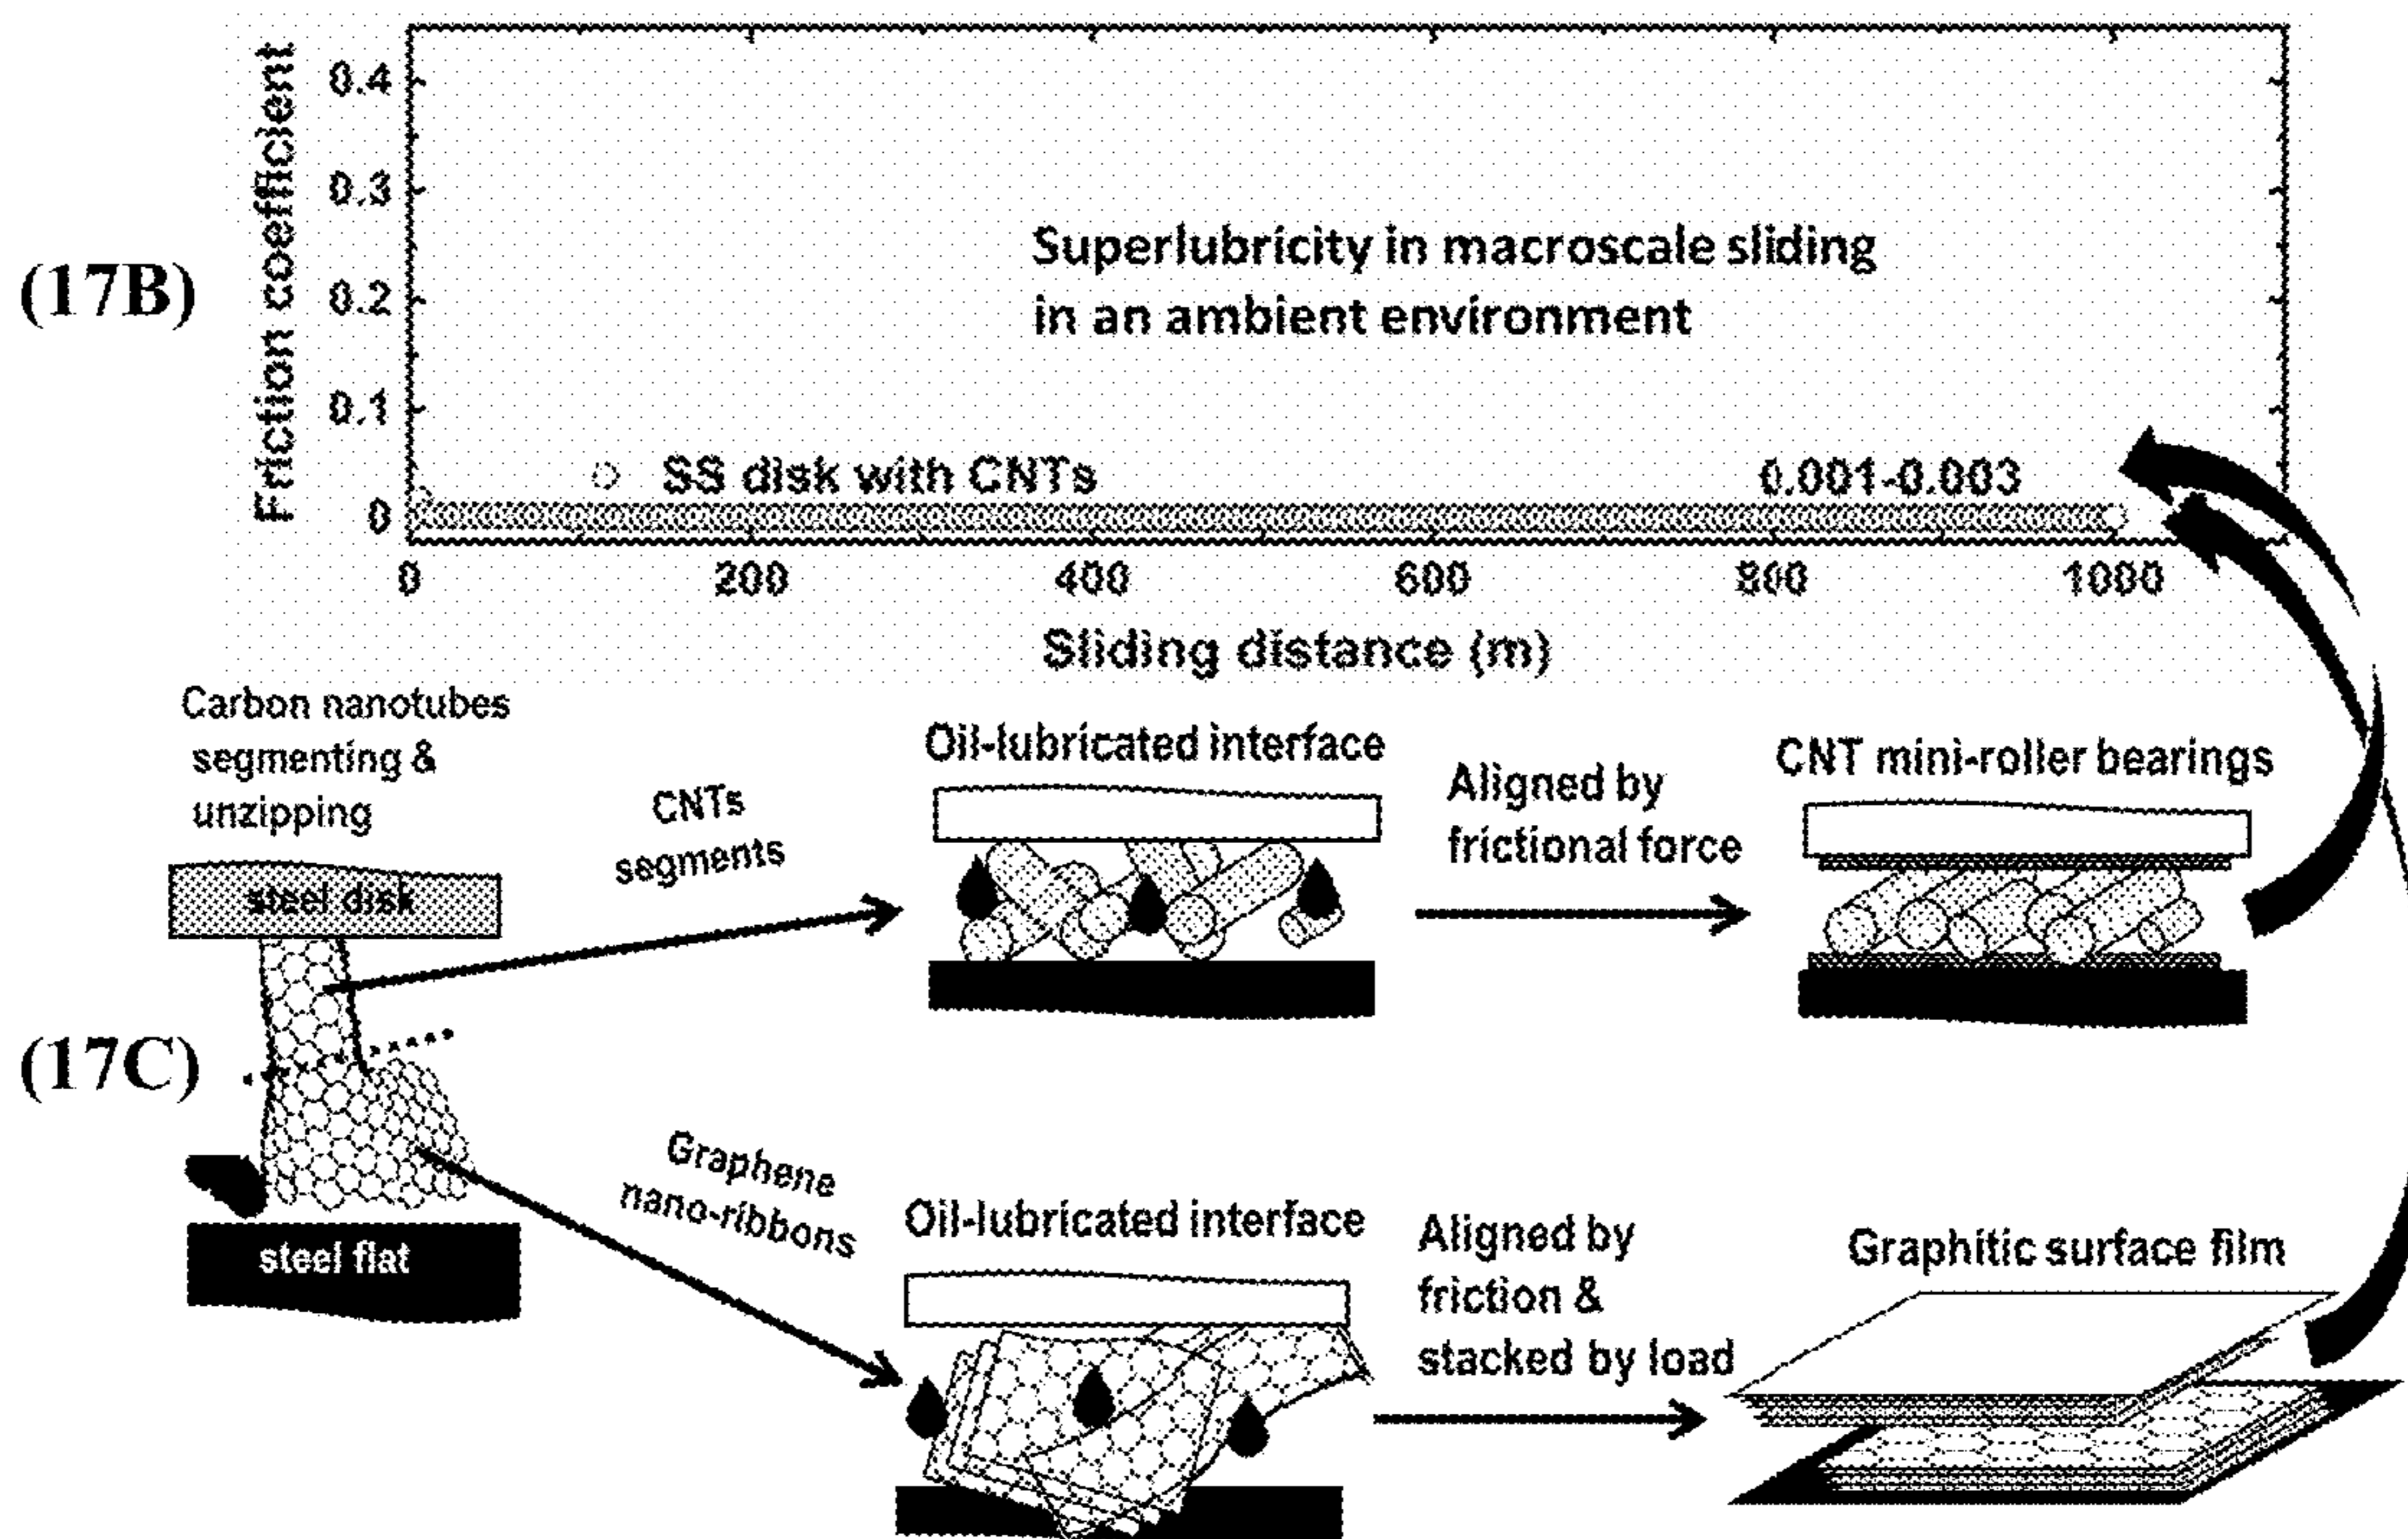 (17B)
Friction coefficient
0.4
0.3
0.2
0.1
0
Superlubricity in macroscale sliding
in an ambient environment
SS disk with CNTs
0.001-0.003
0 200 400 600 800 1000
Sliding distance (m)
(17C)
Carbon nanotubes
segmenting &
unzipping
steel disk
steel flat
CNTs
segments
Oil-lubricated interface
Aligned by
frictional force
CNT mini-roller bearings
Graphene
nano-ribbons
Oil-lubricated interface
Aligned by
friction &
stacked by load
Graphitic surface film